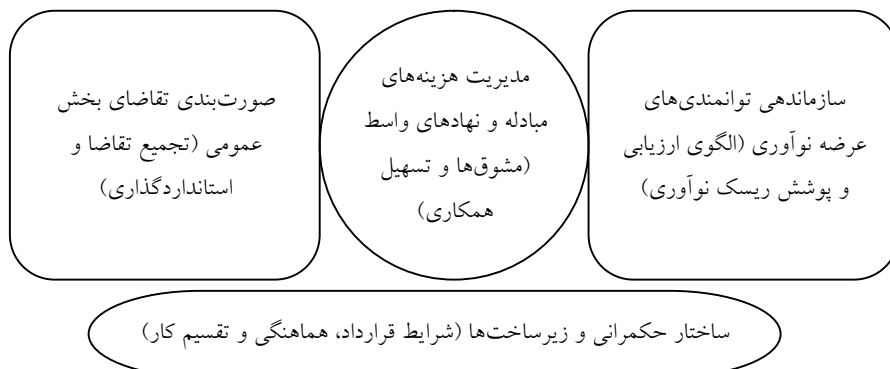 سازماندهی توانمندی‌های
عرضه نوآوری (الگوی ارزیابی
و پوشش ریسک نوآوری)
مدیریت هزینه‌های
مبادله و نهادهای واسط
(مشوق‌ها و تسهیل
همکاری)
صورت‌بندی تقاضای بخش
عمومی (تجمیع تقاضا و
استانداردگذاری)
ساختار حکمرانی و زیرساخت‌ها (شرایط قرارداد، هماهنگی و تقسیم کار)